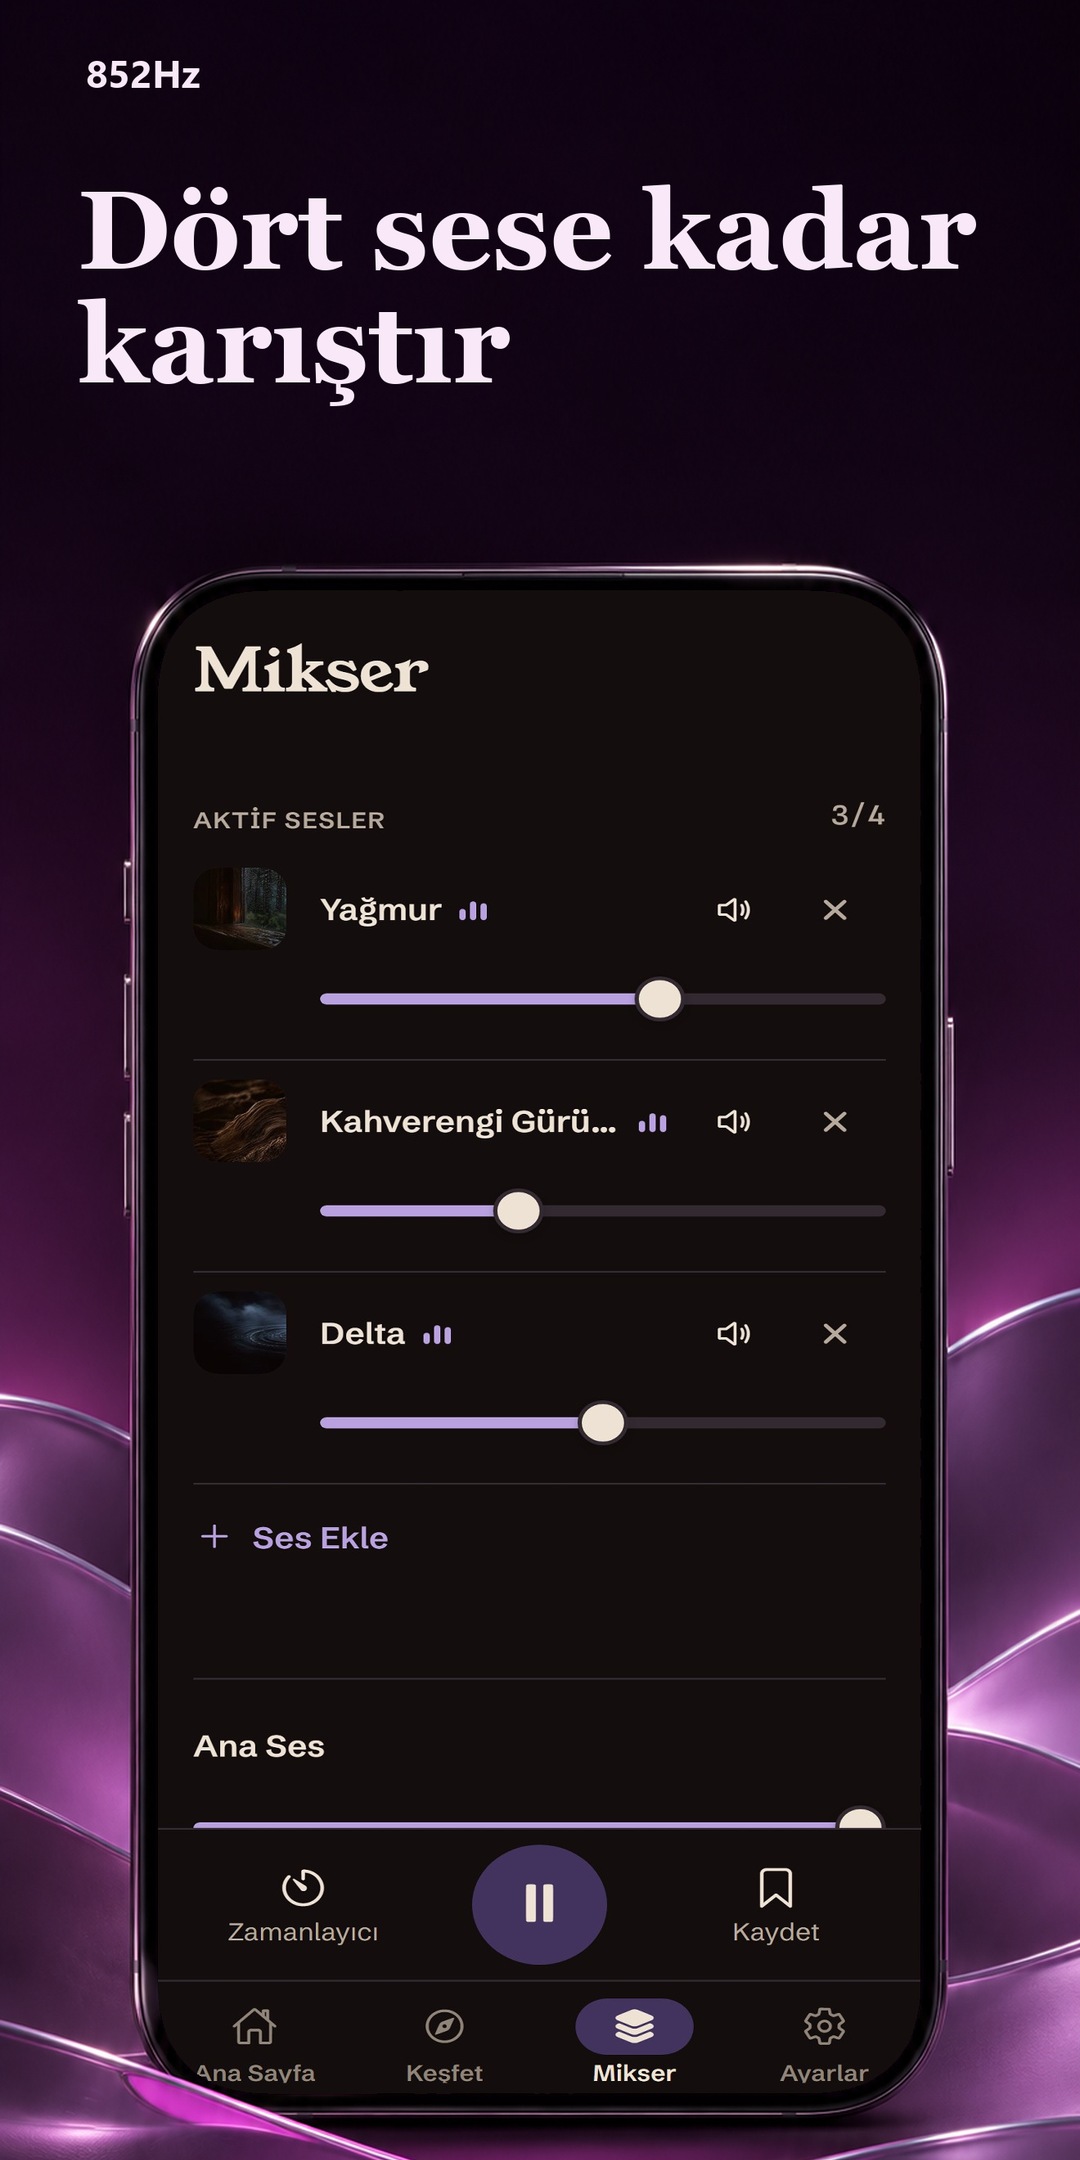 852Hz
Dört sese kadar
karıştır
Mikser
AKTİF SESLER 3/4
Yağmur
Kahverengi Gürü...
Delta
Ses Ekle
Ana Ses
Zamanlayıcı Kaydet
Ana Sayfa Keşfet Mikser Ayarlar